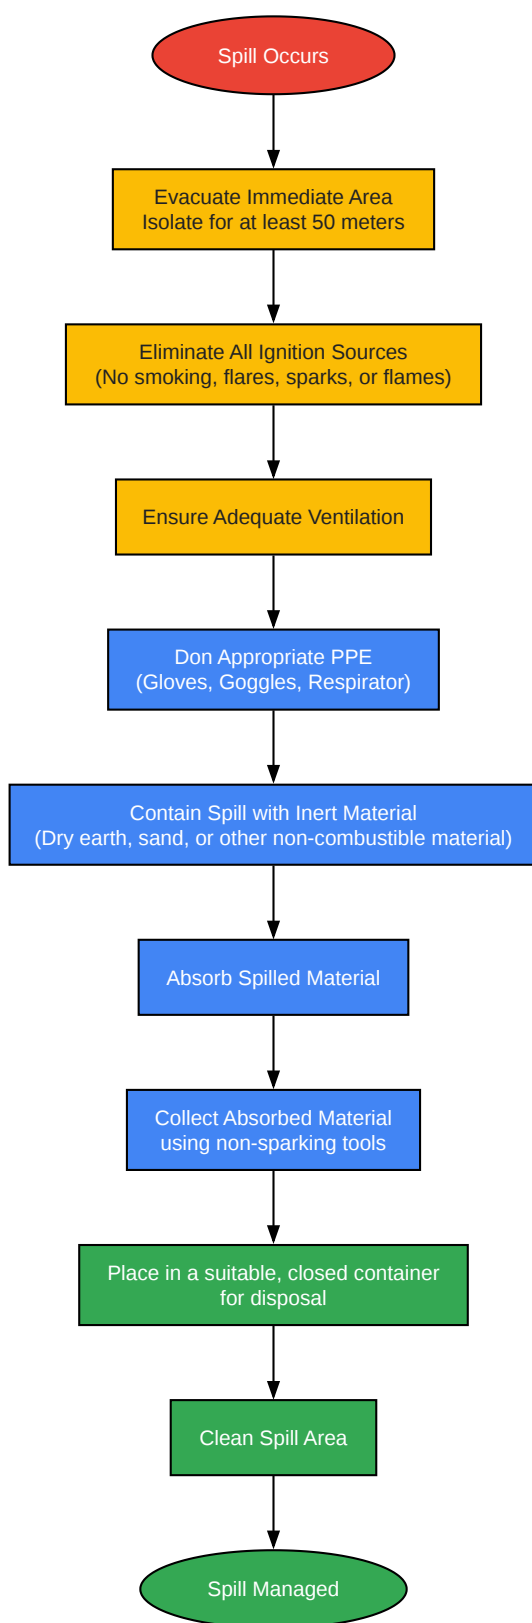 Spill Occurs
Evacuate Immediate Area
Isolate for at least 50 meters
Eliminate All Ignition Sources
(No smoking, flares, sparks, or flames)
Ensure Adequate Ventilation
Don Appropriate PPE
(Gloves, Goggles, Respirator)
Contain Spill with Inert Material
(Dry earth, sand, or other non-combustible material)
Absorb Spilled Material
Collect Absorbed Material
using non-sparking tools
Place in a suitable, closed container
for disposal
Clean Spill Area
Spill Managed